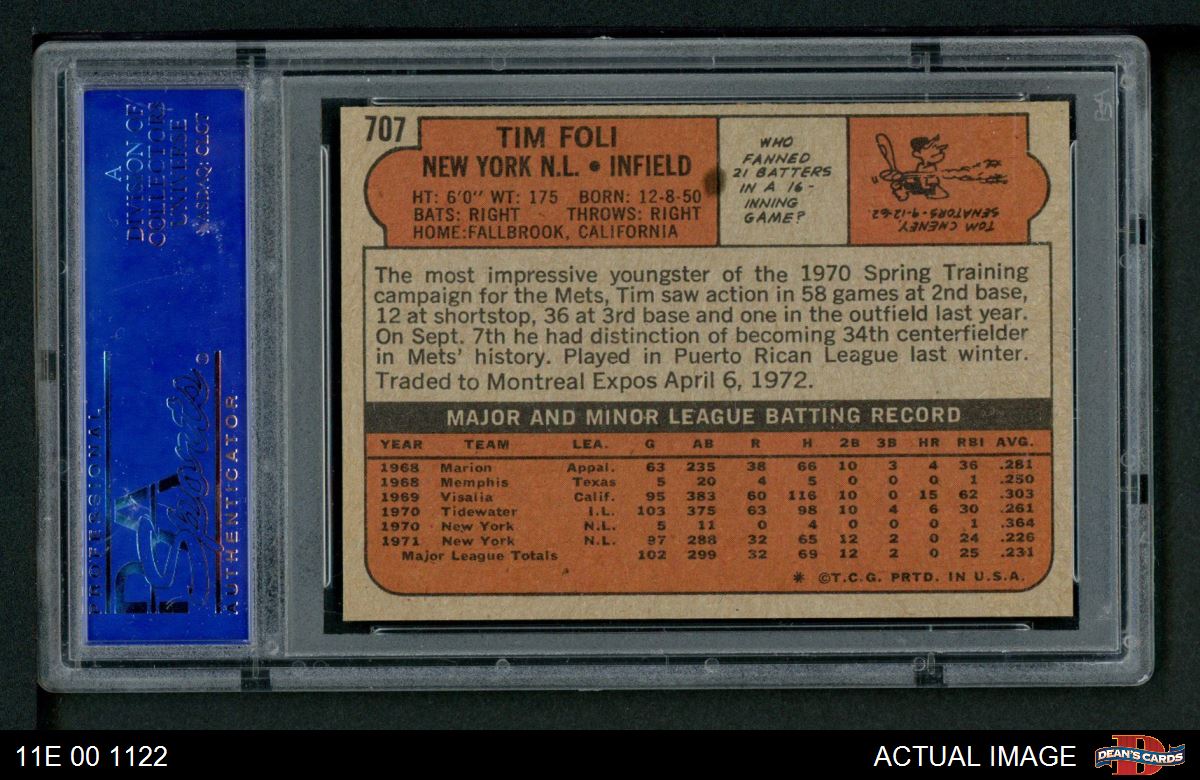 A
DIVISION OF
COLLECTORS
UNIVERSE
NASDAQ: CLCT
PROFESSIONAL
PSA
Sports
AUTHENTICATOR
707
TIM FOLI
NEW YORK N.L. • INFIELD
HT: 6'0" WT: 175 BORN: 12-8-50
BATS: RIGHT THROWS: RIGHT
HOME:FALLBROOK, CALIFORNIA
WHO
FANNED
21 BATTERS
IN A 16-
INNING
GAME?
TOM CHENEY,
SENATORS-9-12-62
The most impressive youngster of the 1970 Spring Training
campaign for the Mets, Tim saw action in 58 games at 2nd base,
12 at shortstop, 36 at 3rd base and one in the outfield last year.
On Sept. 7th he had distinction of becoming 34th centerfielder
in Mets' history. Played in Puerto Rican League last winter.
Traded to Montreal Expos April 6, 1972.
MAJOR AND MINOR LEAGUE BATTING RECORD
YEAR TEAM LEA. G AB R H 2B 3B HR RBI AVG.
1968 Marion Appal. 63 235 38 66 10 3 4 36 .281
1968 Memphis Texas 5 20 4 5 0 0 0 1 .250
1969 Visalia Calif. 95 383 60 116 10 0 15 62 .303
1970 Tidewater I.L. 103 375 63 98 10 4 6 30 .261
1970 New York N.L. 5 11 0 4 0 0 0 1 .364
1971 New York N.L. 97 288 32 65 12 2 0 24 .226
Major League Totals 102 299 32 69 12 2 0 25 .231
* ©T.C.G. PRTD. IN U.S.A.
11E 00 1122
ACTUAL IMAGE
DEAN'S CARDS